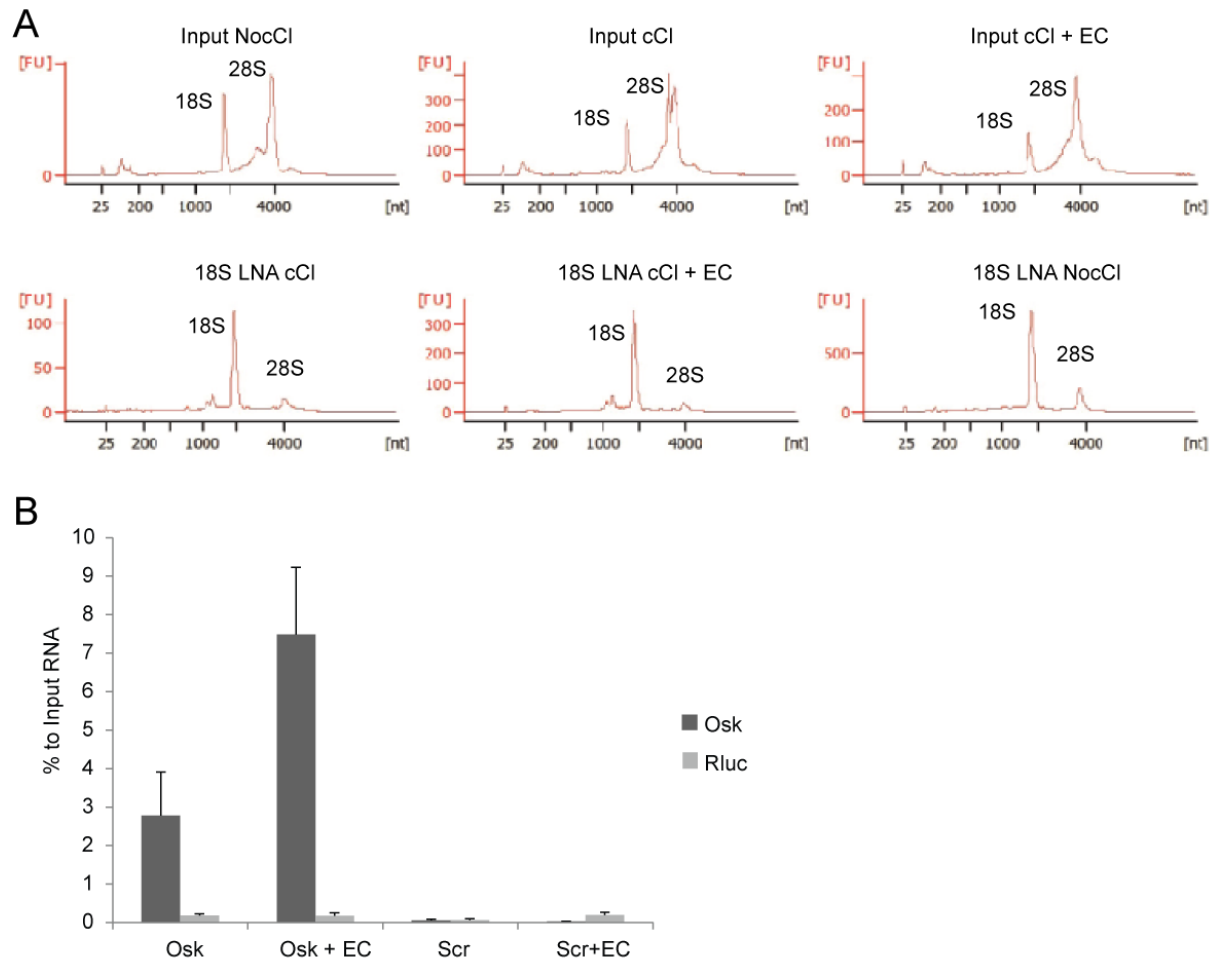 A
Input NocCl
Input cCl
Input cCl + EC
[FU]
28S
18S
0
25 200 1000 4000 [nt]
[FU]
300
200
100
0
28S
18S
25 200 1000 4000 [nt]
[FU]
200
100
0
28S
18S
25 200 1000 4000 [nt]
18S LNA cCl
18S LNA cCl + EC
18S LNA NocCl
[FU]
100
50
0
18S
28S
25 200 1000 4000 [nt]
[FU]
300
200
100
0
18S
28S
25 200 1000 4000 [nt]
[FU]
500
0
18S
28S
25 200 1000 4000 [nt]
B
% to Input RNA
10
9
8
7
6
5
4
3
2
1
0
Osk
Osk + EC
Scr
Scr+EC
Osk
Rluc